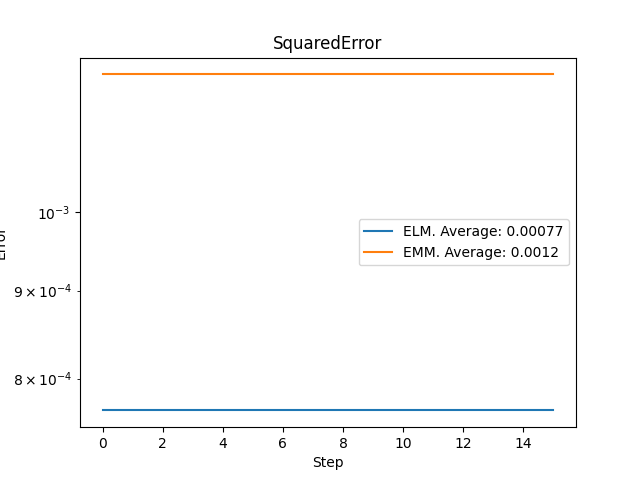 SquaredError
10⁻³
9 × 10⁻⁴
8 × 10⁻⁴
ELM. Average: 0.00077
EMM. Average: 0.0012
0 2 4 6 8 10 12 14
Step